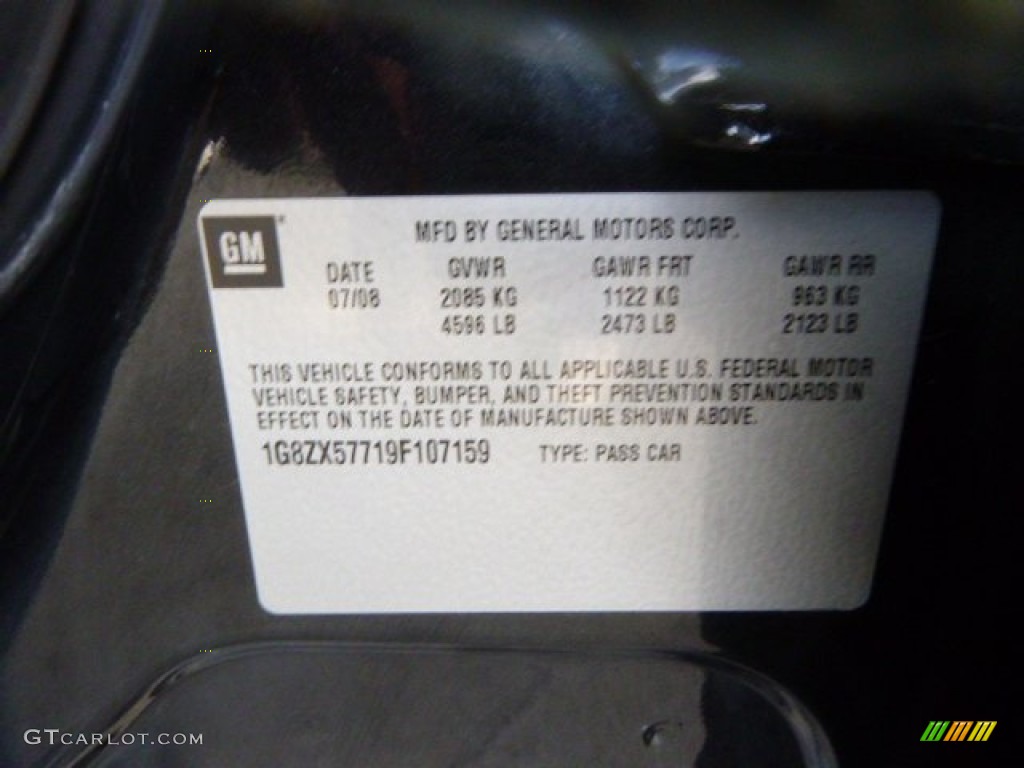 GM
MFD BY GENERAL MOTORS CORP.
DATE GVWR GAWR FRT GAWR RR
07/08 2085 KG 1122 KG 963 KG
4596 LB 2473 LB 2123 LB
THIS VEHICLE CONFORMS TO ALL APPLICABLE U.S. FEDERAL MOTOR
VEHICLE SAFETY, BUMPER, AND THEFT PREVENTION STANDARDS IN
EFFECT ON THE DATE OF MANUFACTURE SHOWN ABOVE.
1G8ZX57719F107159 TYPE: PASS CAR
GTCARLOT.COM